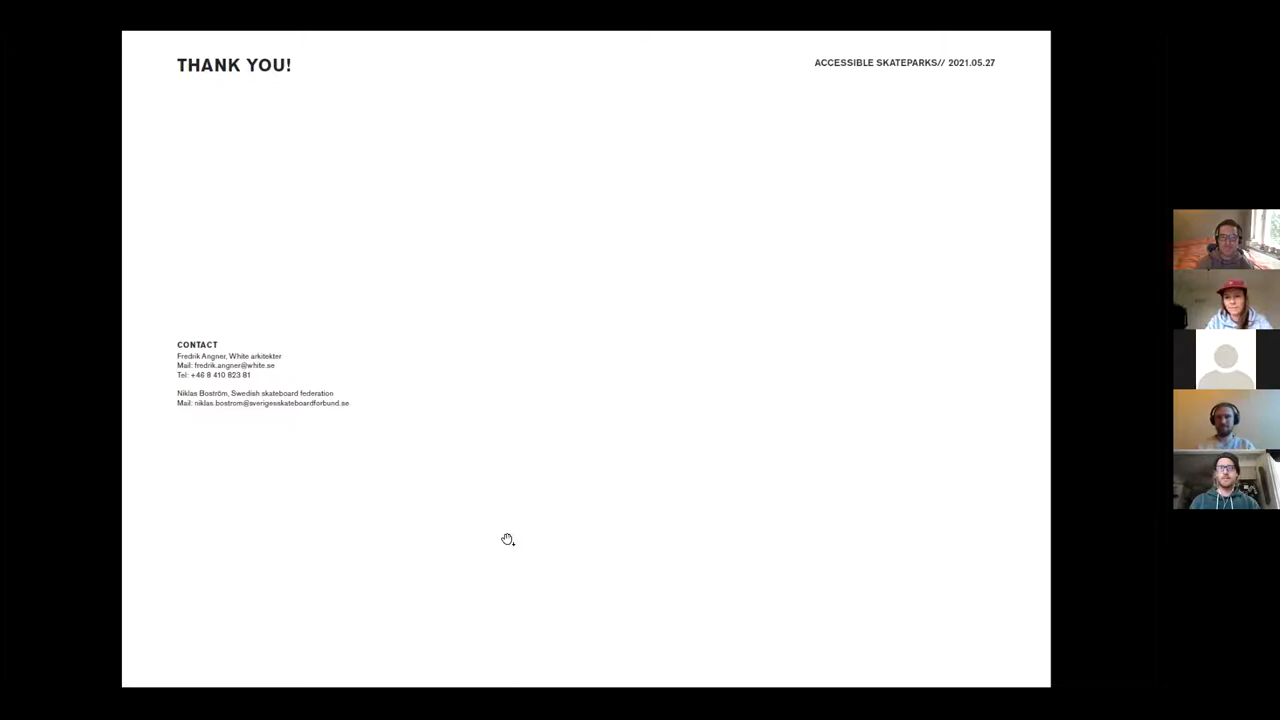 THANK YOU!
ACCESSIBLE SKATEPARKS// 2021.05.27
CONTACT
Fredrik Angner, White arkitekter
Mail: fredrik.angner@white.se
Tel: +46 8 410 823 81
Niklas Boström, Swedish skateboard federation
Mail: niklas.bostrom@sverigesskateboardforbund.se